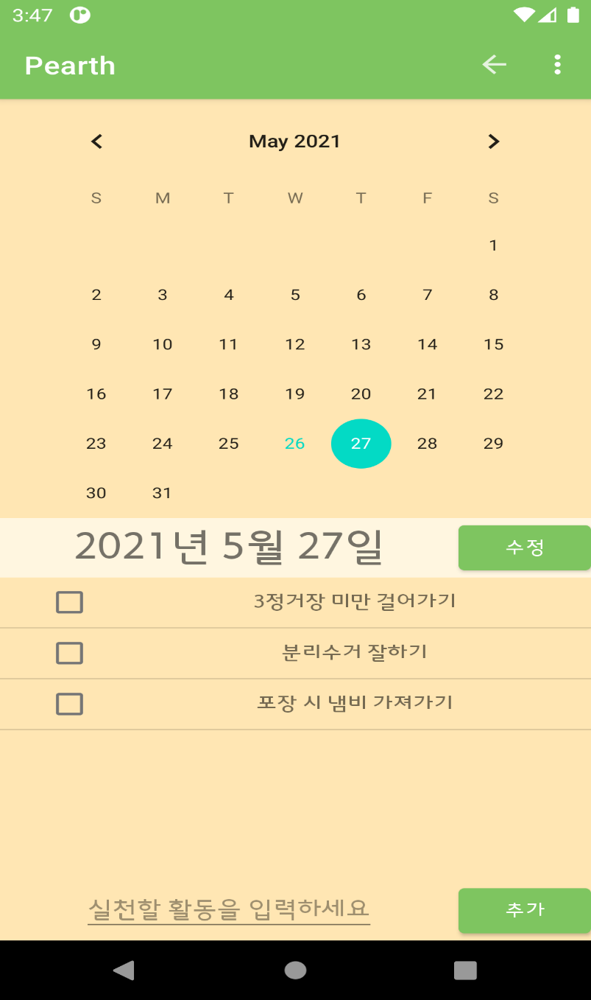 3:47
Pearth
May 2021
S M T W T F S
1
2 3 4 5 6 7 8
9 10 11 12 13 14 15
16 17 18 19 20 21 22
23 24 25 26 27 28 29
30 31
2021년 5월 27일 수정
3정거장 미만 걸어가기
분리수거 잘하기
포장 시 냄비 가져가기
실천할 활동을 입력하세요 추가